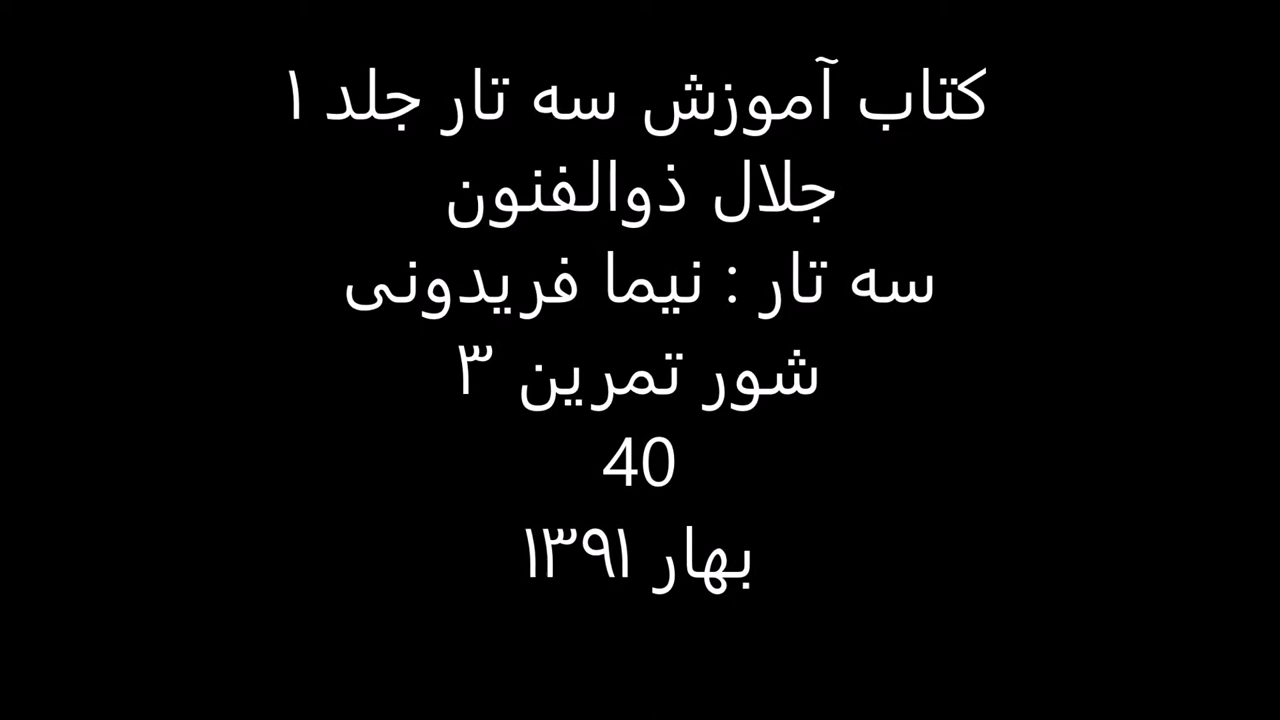 کتاب آموزش سه تار جلد ۱
جلال ذوالفنون
سه تار : نیما فریدونی
شور تمرین ۳
40
بهار ۱۳۹۱